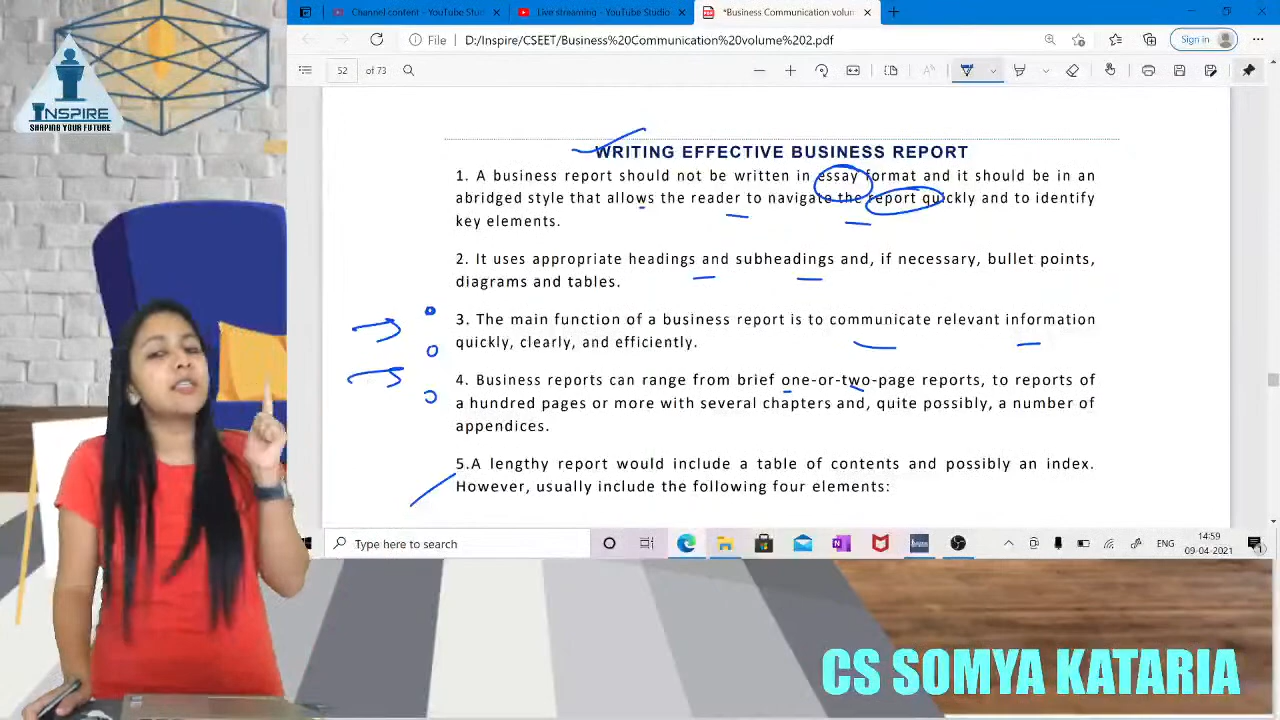 Channel content - YouTube Studio
Live streaming - YouTube Studio
*Business Communication volum
File
D:/Inspire/CSEET/Business%20Communication%20volume%202.pdf
Sign in
52 of 73
INSPIRE
SHAPING YOUR FUTURE
WRITING EFFECTIVE BUSINESS REPORT
1. A business report should not be written in essay format and it should be in an
abridged style that allows the reader to navigate the report quickly and to identify
key elements.
2. It uses appropriate headings and subheadings and, if necessary, bullet points,
diagrams and tables.
3. The main function of a business report is to communicate relevant information
quickly, clearly, and efficiently.
4. Business reports can range from brief one-or-two-page reports, to reports of
a hundred pages or more with several chapters and, quite possibly, a number of
appendices.
5.A lengthy report would include a table of contents and possibly an index.
However, usually include the following four elements:
Type here to search
ENG
14:59
09-04-2021
CS SOMYA KATARIA